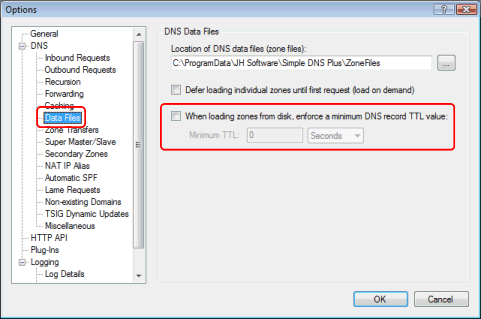 Options
General
DNS
Inbound Requests
Outbound Requests
Recursion
Forwarding
Caching
Data Files
Zone Transfers
Super Master/Slave
Secondary Zones
NAT IP Alias
Automatic SPF
Lame Requests
Non-existing Domains
TSIG Dynamic Updates
Miscellaneous
HTTP API
Plug-Ins
Logging
Log Details
DNS Data Files
Location of DNS data files (zone files):
C:\ProgramData\JH Software\Simple DNS Plus\ZoneFiles
...
Defer loading individual zones until first request (load on demand)
When loading zones from disk, enforce a minimum DNS record TTL value:
Minimum TTL: 0 Seconds
OK Cancel